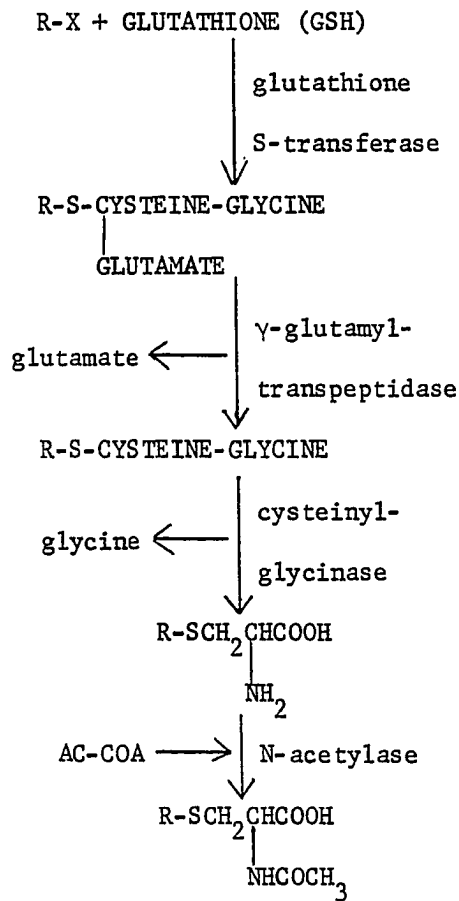 R-X + GLUTATHIONE (GSH)
glutathione
S-transferase
R-S-CYSTEINE-GLYCINE
GLUTAMATE
γ-glutamyl-
glutamate
transpeptidase
R-S-CYSTEINE-GLYCINE
cysteinyl-
glycine
glycinase
R-SCH2CHCOOH
NH2
AC-COA
N-acetylase
R-SCH2CHCOOH
NHCOCH3